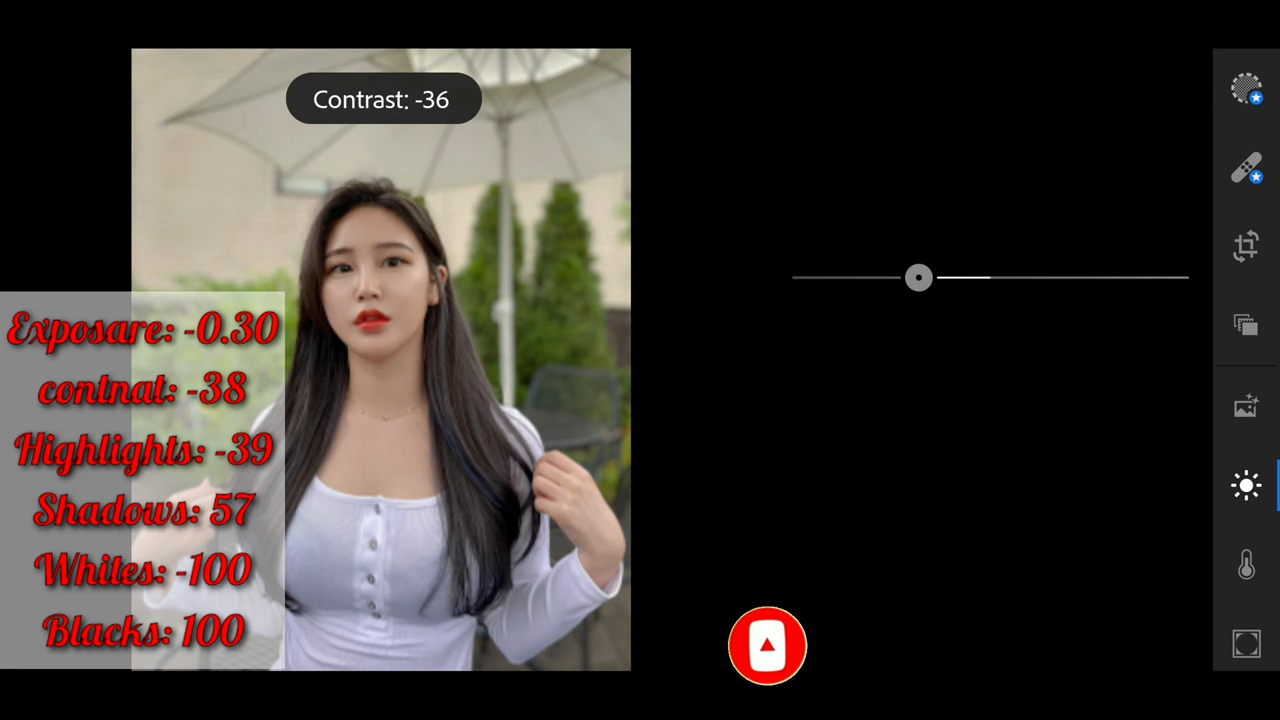 Contrast: -36
Exposare: -0.30
contnat: -38
Highlights: -39
Shadows: 57
Whites: -100
Blacks: 100